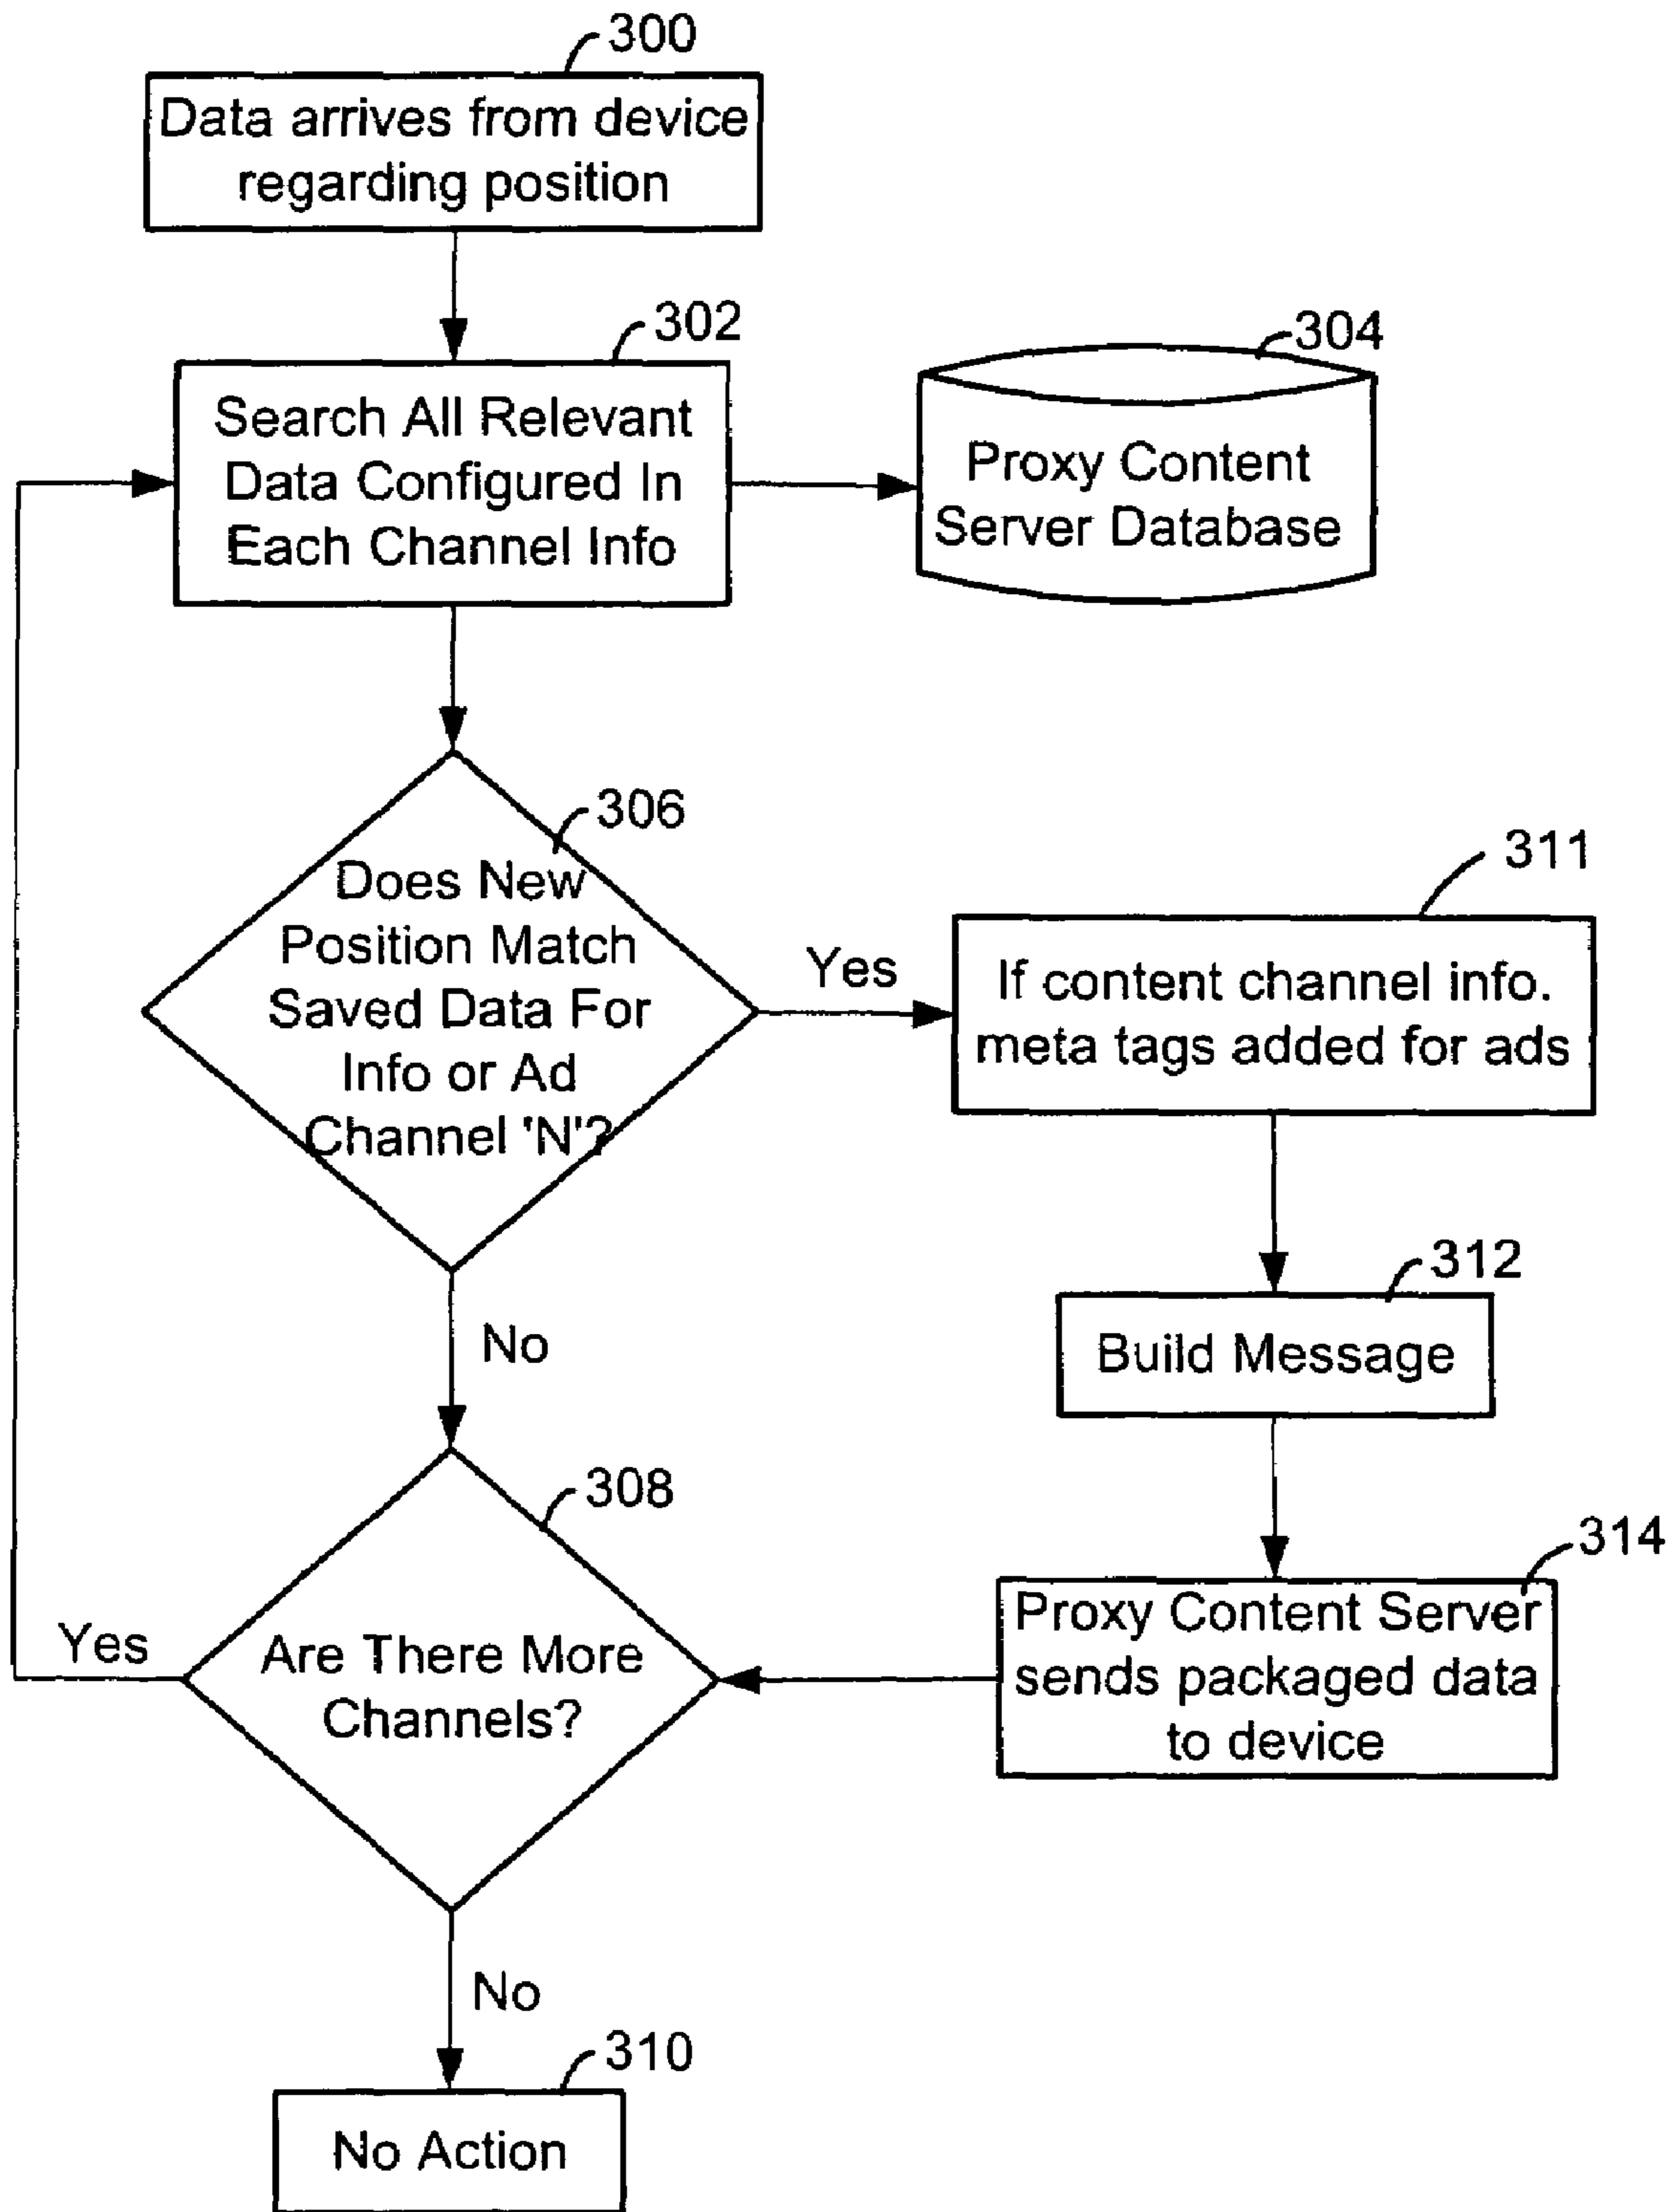 300
Data arrives from device
regarding position
302
Search All Relevant
Data Configured In
Each Channel Info
304
Proxy Content
Server Database
306
Does New
Position Match
Saved Data For
Info or Ad
Channel 'N'?
Yes
311
If content channel info.
meta tags added for ads
No
312
Build Message
308
Are There More
Channels?
Yes
314
Proxy Content Server
sends packaged data
to device
No
310
No Action